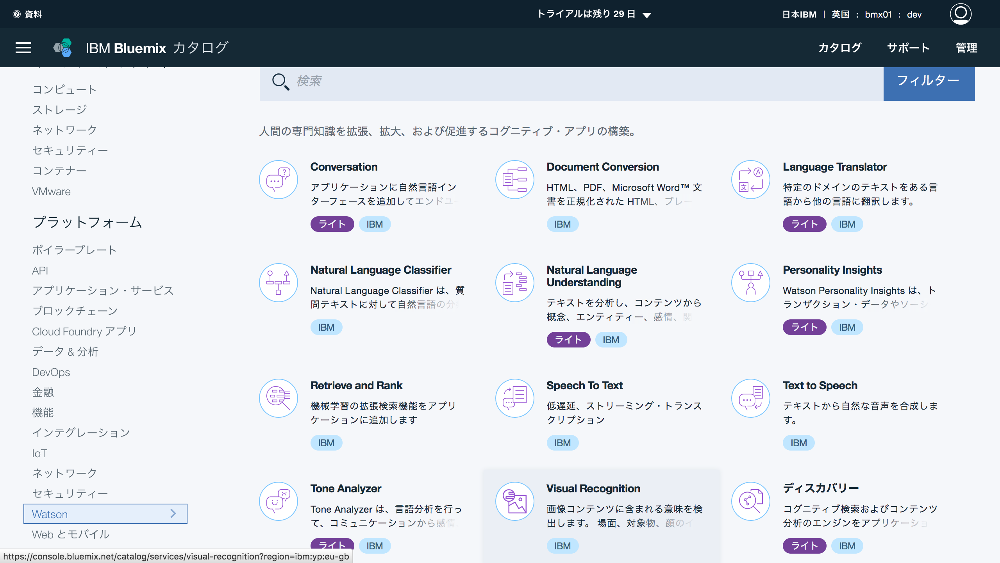 資料
トライアルは残り 29 日
日本IBM | 英国 : bmx01 : dev
IBM Bluemix カタログ
カタログ
サポート
管理
コンピュート
ストレージ
ネットワーク
セキュリティー
コンテナー
VMware
プラットフォーム
ボイラープレート
API
アプリケーション・サービス
ブロックチェーン
Cloud Foundry アプリ
データ & 分析
DevOps
金融
機能
インテグレーション
IoT
ネットワーク
セキュリティー
Watson
Web とモバイル
検索
フィルター
人間の専門知識を拡張、拡大、および促進するコグニティブ・アプリの構築。
Conversation
アプリケーションに自然言語イン
ターフェースを追加してエンドユー
ライト
IBM
Document Conversion
HTML、PDF、Microsoft Word™ 文
書を正規化された HTML、プレー
IBM
Language Translator
特定のドメインのテキストをある言
語から他の言語に翻訳します。
ライト
IBM
Natural Language Classifier
Natural Language Classifier は、質
問テキストに対して自然言語の分
IBM
Natural Language
Understanding
テキストを分析し、コンテンツから
概念、エンティティー、感情、関
ライト
IBM
Personality Insights
Watson Personality Insights は、ト
ランザクション・データやソーシ
ライト
IBM
Retrieve and Rank
機械学習の拡張検索機能をアプリ
ケーションに追加します
IBM
Speech To Text
低遅延、ストリーミング・トランス
クリプション
IBM
Text to Speech
テキストから自然な音声を合成しま
す。
IBM
Tone Analyzer
Tone Analyzer は、言語分析を行っ
て、コミュニケーションから感情、
ライト
IBM
Visual Recognition
画像コンテンツに含まれる意味を検
出します。 場面、対象物、顔のイ
IBM
ディスカバリー
コグニティブ検索およびコンテンツ
分析のエンジンをアプリケーショ
ライト
IBM
https://console.bluemix.net/catalog/services/visual-recognition?region=ibm:yp:eu-gb